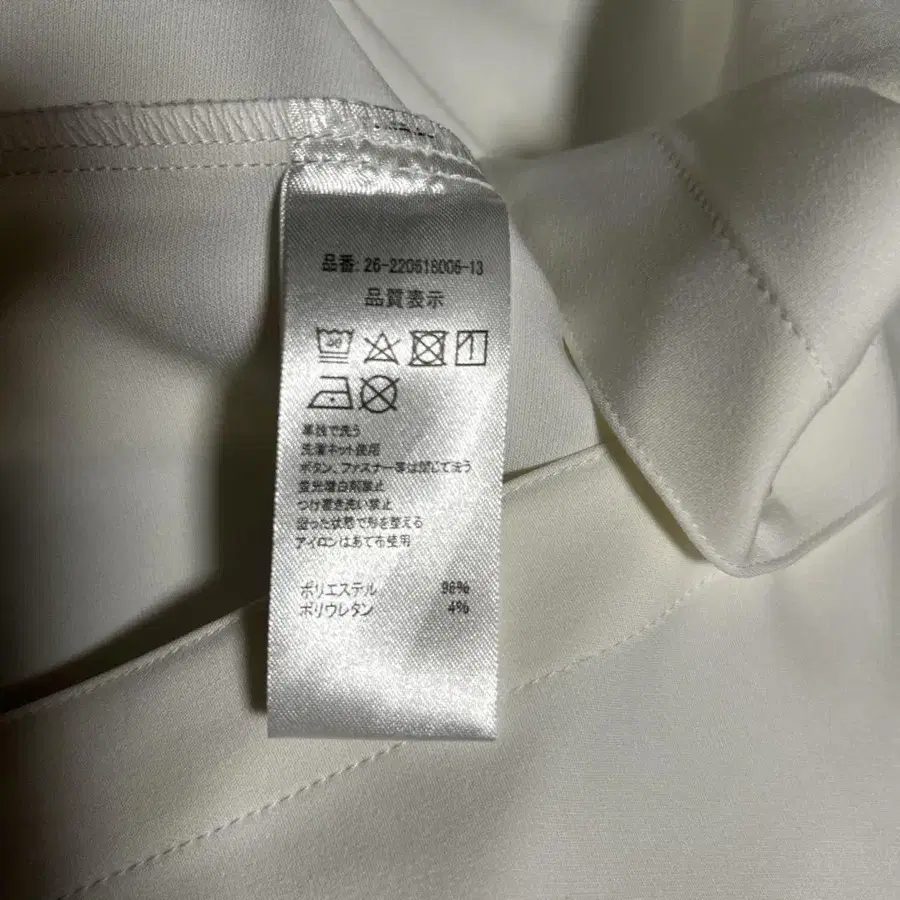 品番. 26-220618006-13
品質表示
40
単独で洗う
洗濯ネット使用
ボタン、ファスナー等は閉じて洗う
蛍光増白剤禁止
つけ置き洗い禁止
湿った状態で形を整える
アイロンはあて布使用
ポリエステル 96%
ポリウレタン 4%